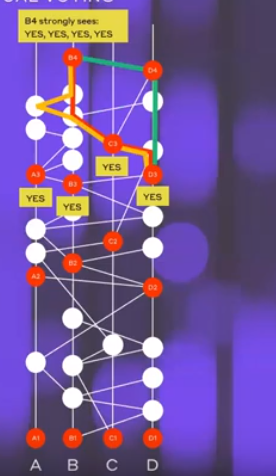 B4 strongly sees:
YES, YES, YES, YES
B4
D4
C3
A3
B3
D3
YES
YES
YES
YES
C2
B2
A2
D2
A1
B1
C1
D1
A
B
C
D